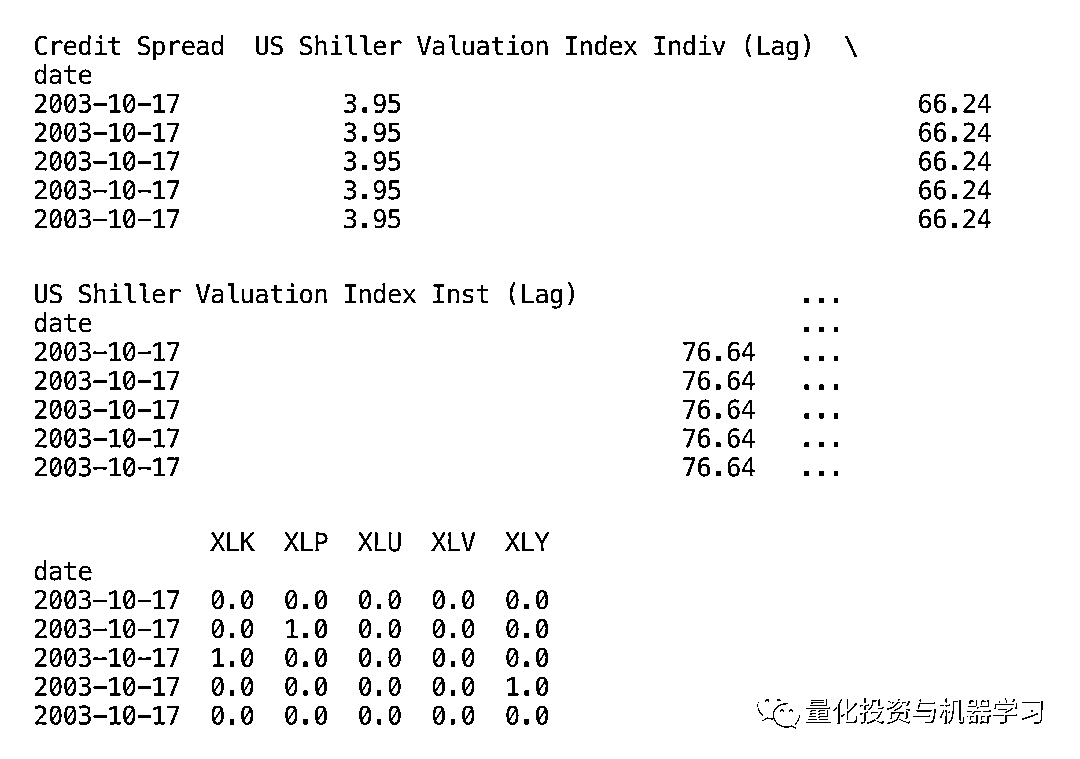 Credit Spread  US Shiller Valuation Index Indiv (Lag)  \
date
2003-10-17           3.95                                   66.24
2003-10-17           3.95                                   66.24
2003-10-17           3.95                                   66.24
2003-10-17           3.95                                   66.24
2003-10-17           3.95                                   66.24
US Shiller Valuation Index Inst (Lag)               ...
date                                                ...
2003-10-17                                  76.64   ...
2003-10-17                                  76.64   ...
2003-10-17                                  76.64   ...
2003-10-17                                  76.64   ...
2003-10-17                                  76.64   ...
            XLK  XLP  XLU  XLV  XLY
date
2003-10-17  0.0  0.0  0.0  0.0  0.0
2003-10-17  0.0  1.0  0.0  0.0  0.0
2003-10-17  1.0  0.0  0.0  0.0  0.0
2003-10-17  0.0  0.0  0.0  0.0  1.0
2003-10-17  0.0  0.0  0.0  0.0  0.0
量化投资与机器学习